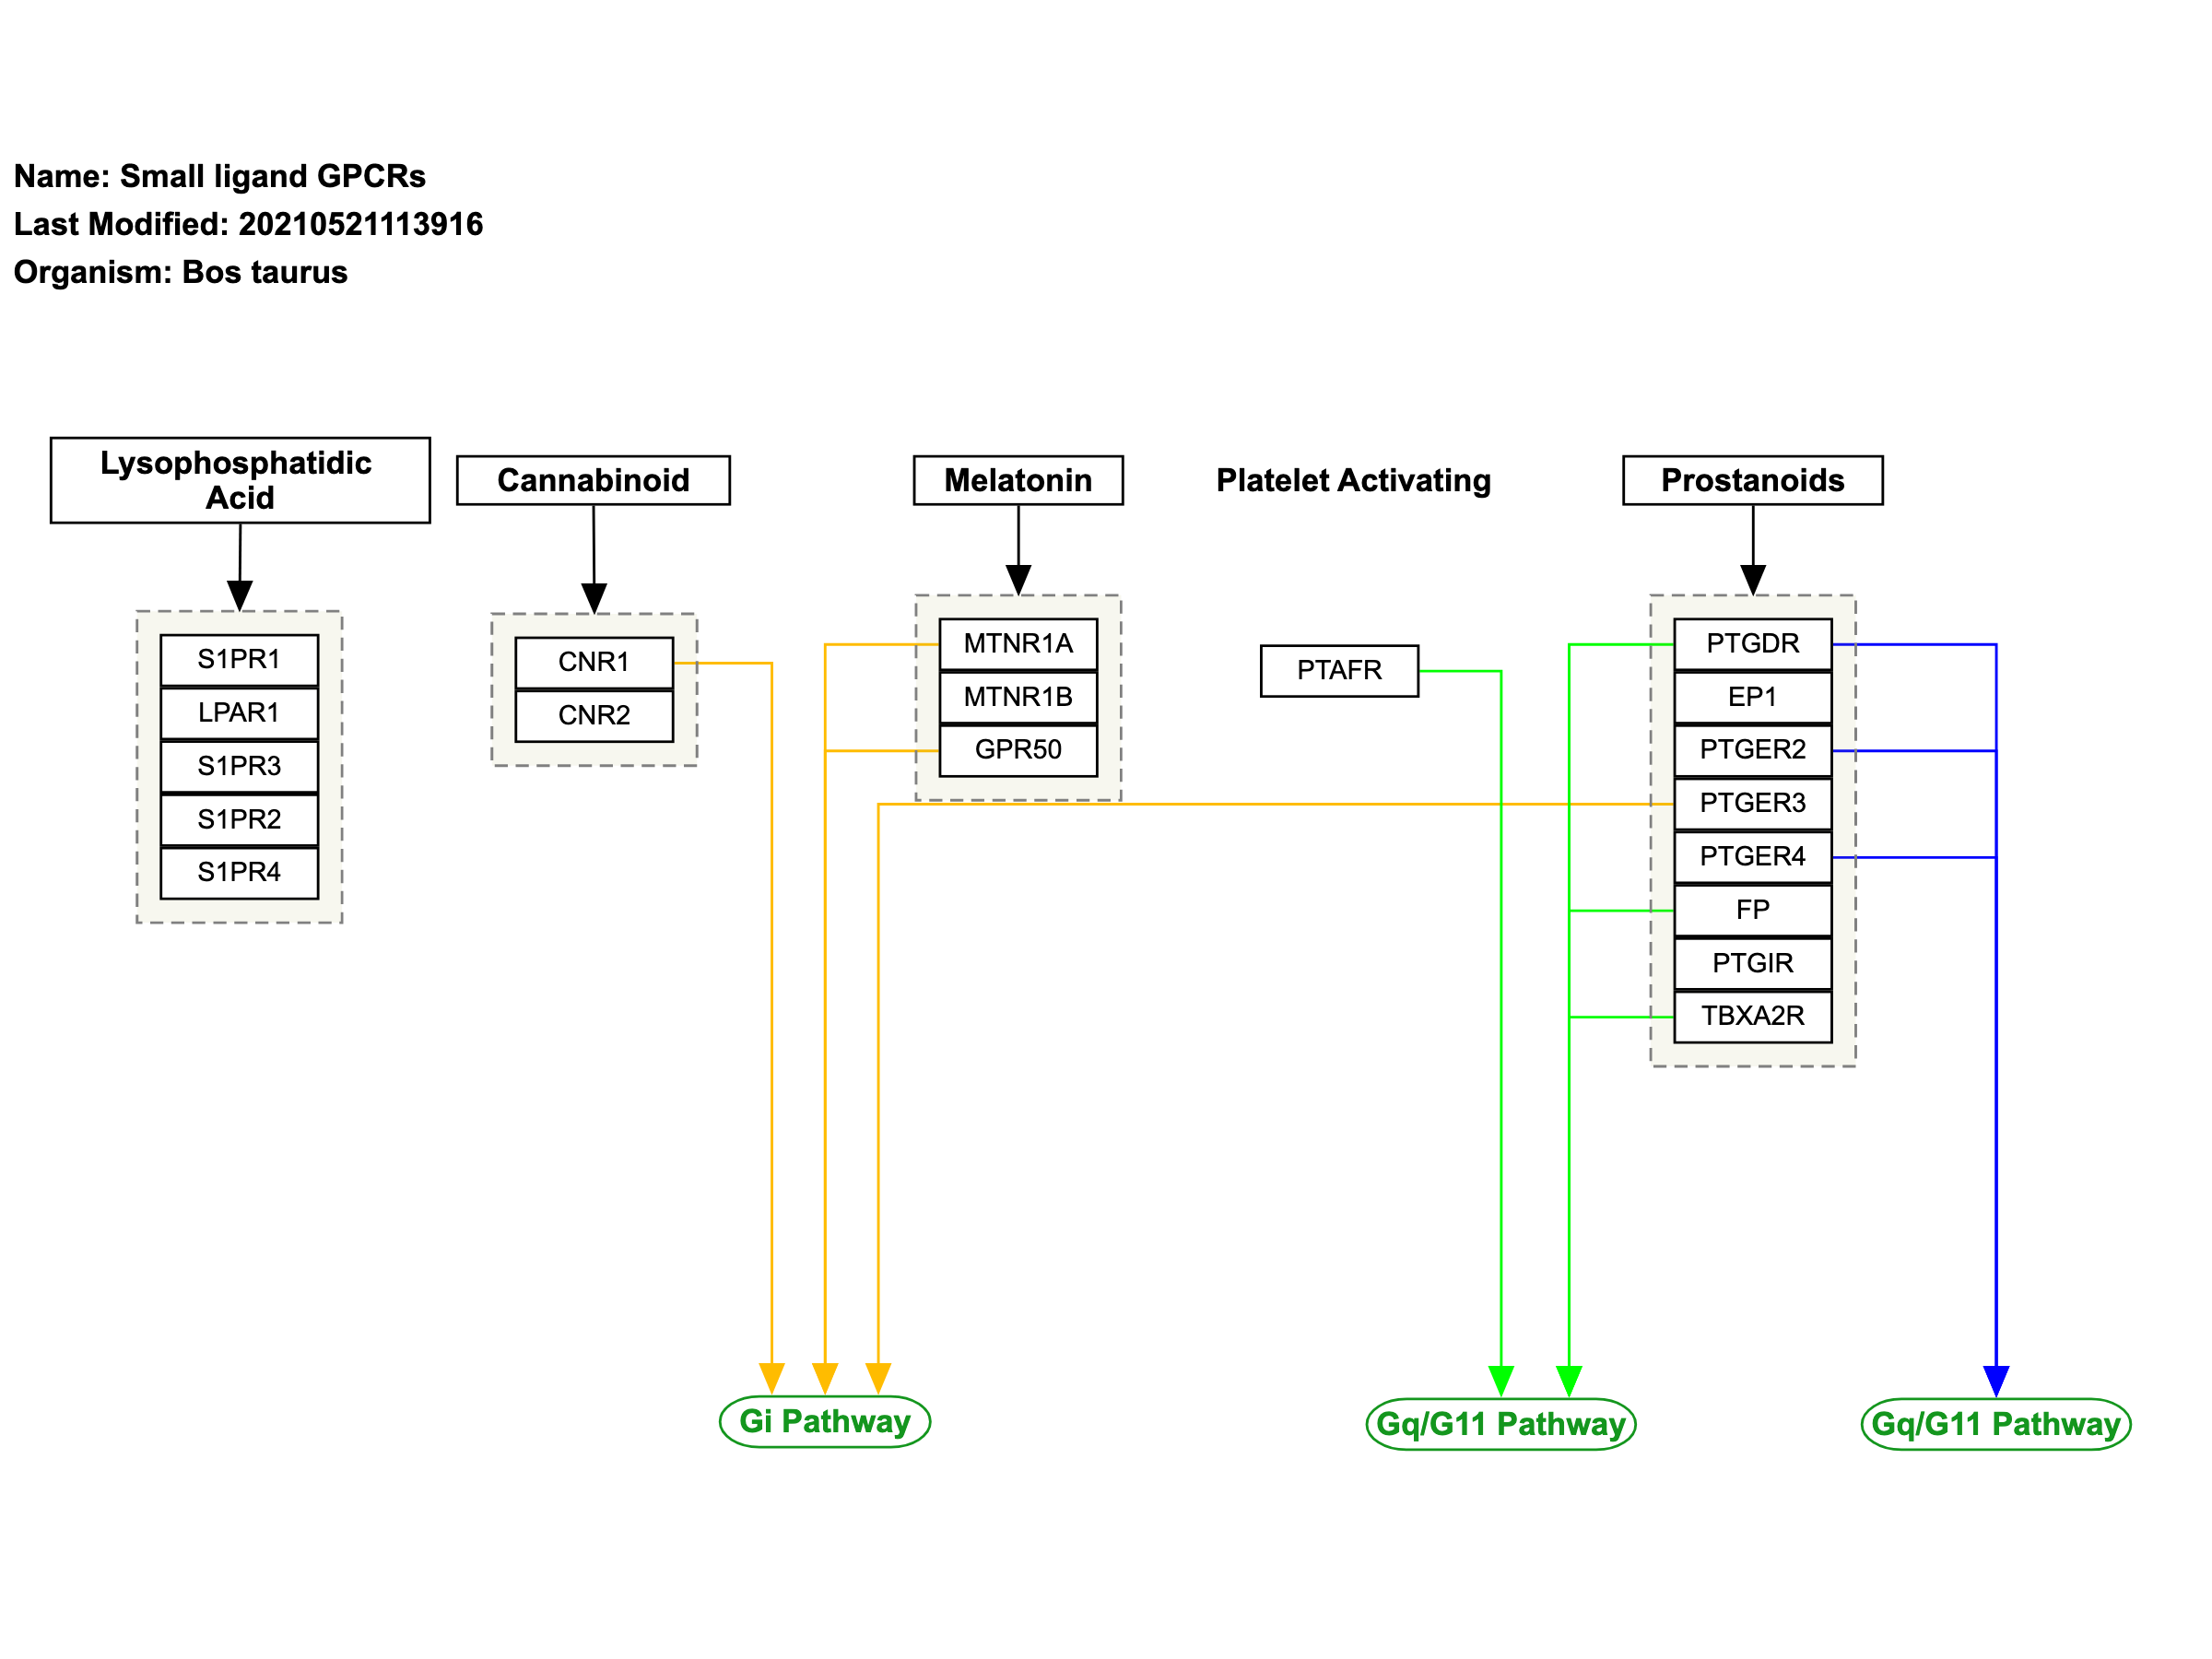 Name: Small ligand GPCRs
Last Modified: 20210521113916
Organism: Bos taurus
Lysophosphatidic
Acid
Cannabinoid
Melatonin
Platelet Activating
Prostanoids
S1PR1
LPAR1
S1PR3
S1PR2
S1PR4
CNR1
CNR2
MTNR1A
MTNR1B
GPR50
PTAFR
PTGDR
EP1
PTGER2
PTGER3
PTGER4
FP
PTGIR
TBXA2R
Gi Pathway
Gq/G11 Pathway
Gq/G11 Pathway